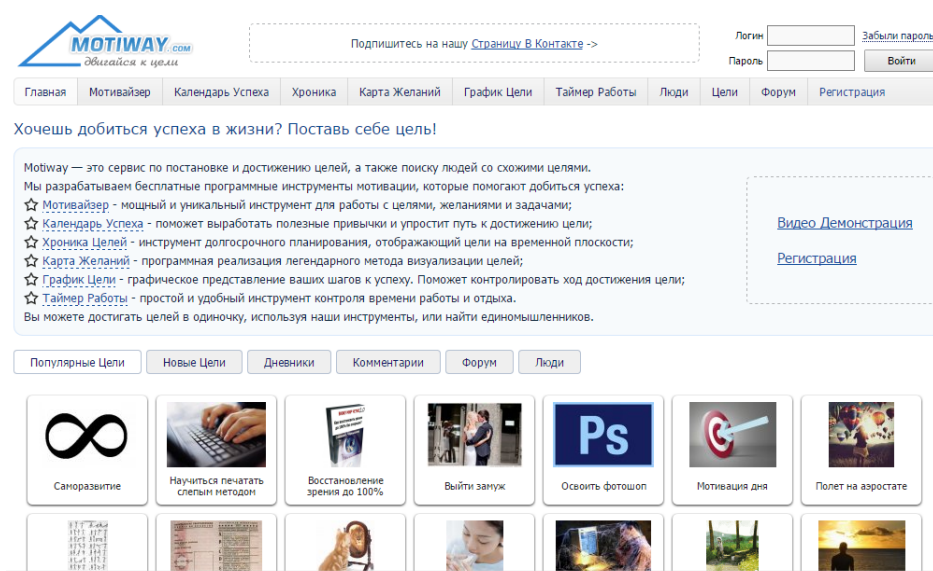 MOTIWAY.COM
двигайся к цели
Подпишитесь на нашу Страницу В Контакте ->
Логин
Забыли пароль
Пароль
Войти
Главная Мотивайзер Календарь Успеха Хроника Карта Желаний График Цели Таймер Работы Люди Цели Форум Регистрация
Хочешь добиться успеха в жизни? Поставь себе цель!
Motiway — это сервис по постановке и достижению целей, а также поиску людей со схожими целями.
Мы разрабатываем бесплатные программные инструменты мотивации, которые помогают добиться успеха:
Мотивайзер - мощный и уникальный инструмент для работы с целями, желаниями и задачами;
Календарь Успеха - поможет выработать полезные привычки и упростит путь к достижению цели;
Хроника Целей - инструмент долгосрочного планирования, отображающий цели на временной плоскости;
Карта Желаний - программная реализация легендарного метода визуализации целей;
График Цели - графическое представление ваших шагов к успеху. Поможет контролировать ход достижения цели;
Таймер Работы - простой и удобный инструмент контроля времени работы и отдыха.
Вы можете достигать целей в одиночку, используя наши инструменты, или найти единомышленников.
Видео Демонстрация
Регистрация
Популярные Цели Новые Цели Дневники Комментарии Форум Люди
Ps
Саморазвитие
Научиться печатать
слепым методом
Восстановление
зрения до 100%
Выйти замуж
Освоить фотошоп
Мотивация дня
Полет на аэростате